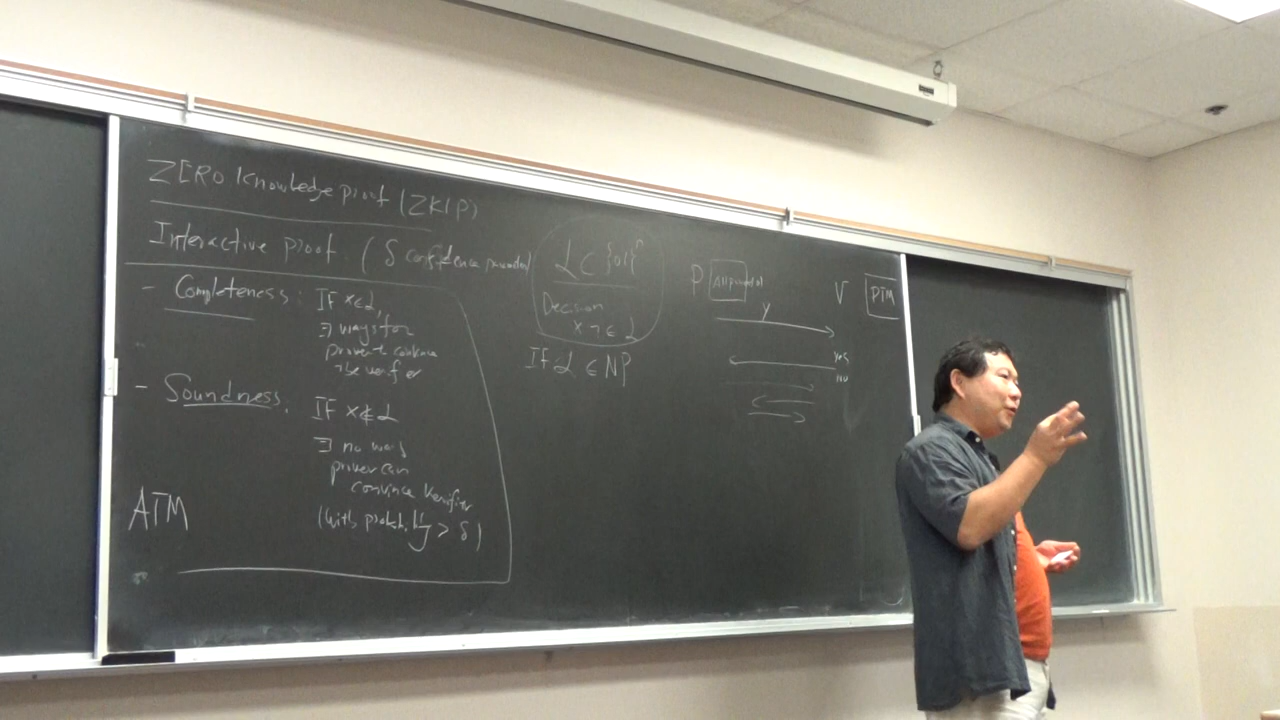 ZERO Knowledge proof (ZKIP)
Interactive proof. (δ confidence parameter)
- Completeness: IF x∈L,
∃ ways for
prover to convince
the verifier
- Soundness. IF x∉L
∃ no way
prover can
convince verifier
(with probability > δ)
ATM
L ⊂ {0,1}*
Decision
x ¬∈ L
IF L ∈ NP
P All powerful
V PTM
y
yes
no